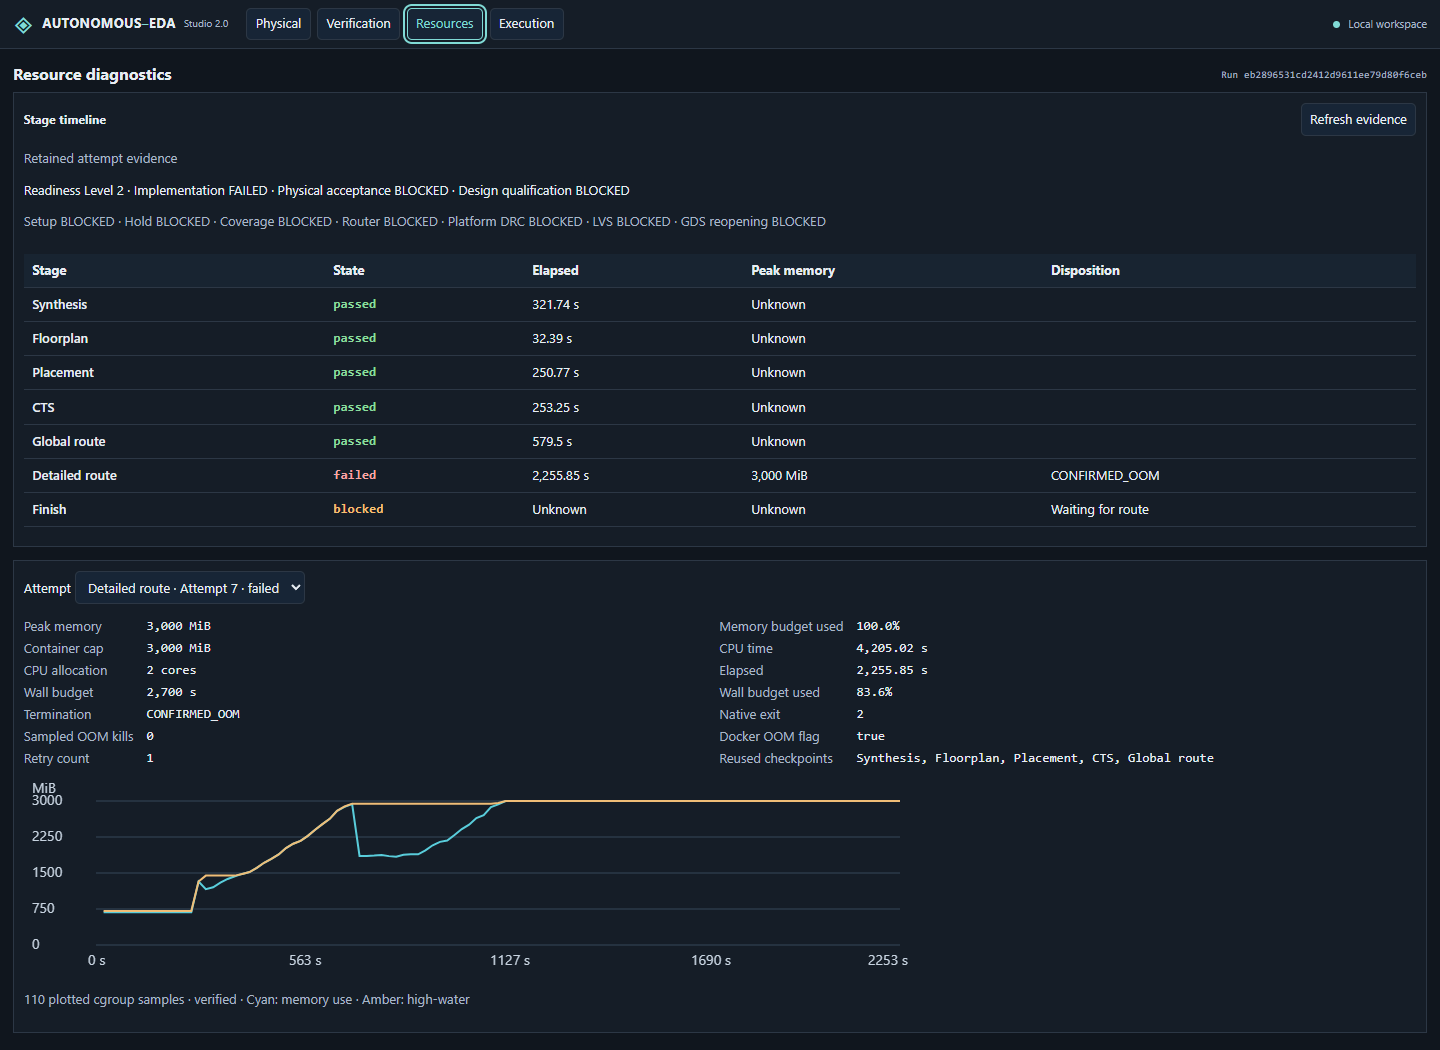 AUTONOMOUS–EDA Studio 2.0 Physical Verification Resources Execution Local workspace
Resource diagnostics Run eb2896531cd2412d9611ee79d80f6ceb
Stage timeline Refresh evidence
Retained attempt evidence
Readiness Level 2 · Implementation FAILED · Physical acceptance BLOCKED · Design qualification BLOCKED
Setup BLOCKED · Hold BLOCKED · Coverage BLOCKED · Router BLOCKED · Platform DRC BLOCKED · LVS BLOCKED · GDS reopening BLOCKED
Stage State Elapsed Peak memory Disposition
Synthesis passed 321.74 s Unknown
Floorplan passed 32.39 s Unknown
Placement passed 250.77 s Unknown
CTS passed 253.25 s Unknown
Global route passed 579.5 s Unknown
Detailed route failed 2,255.85 s 3,000 MiB CONFIRMED_OOM
Finish blocked Unknown Unknown Waiting for route
Attempt Detailed route · Attempt 7 · failed
Peak memory 3,000 MiB Memory budget used 100.0%
Container cap 3,000 MiB CPU time 4,205.02 s
CPU allocation 2 cores Elapsed 2,255.85 s
Wall budget 2,700 s Wall budget used 83.6%
Termination CONFIRMED_OOM Native exit 2
Sampled OOM kills 0 Docker OOM flag true
Retry count 1 Reused checkpoints Synthesis, Floorplan, Placement, CTS, Global route
MiB
3000
2250
1500
750
0
0 s 563 s 1127 s 1690 s 2253 s
110 plotted cgroup samples · verified · Cyan: memory use · Amber: high-water